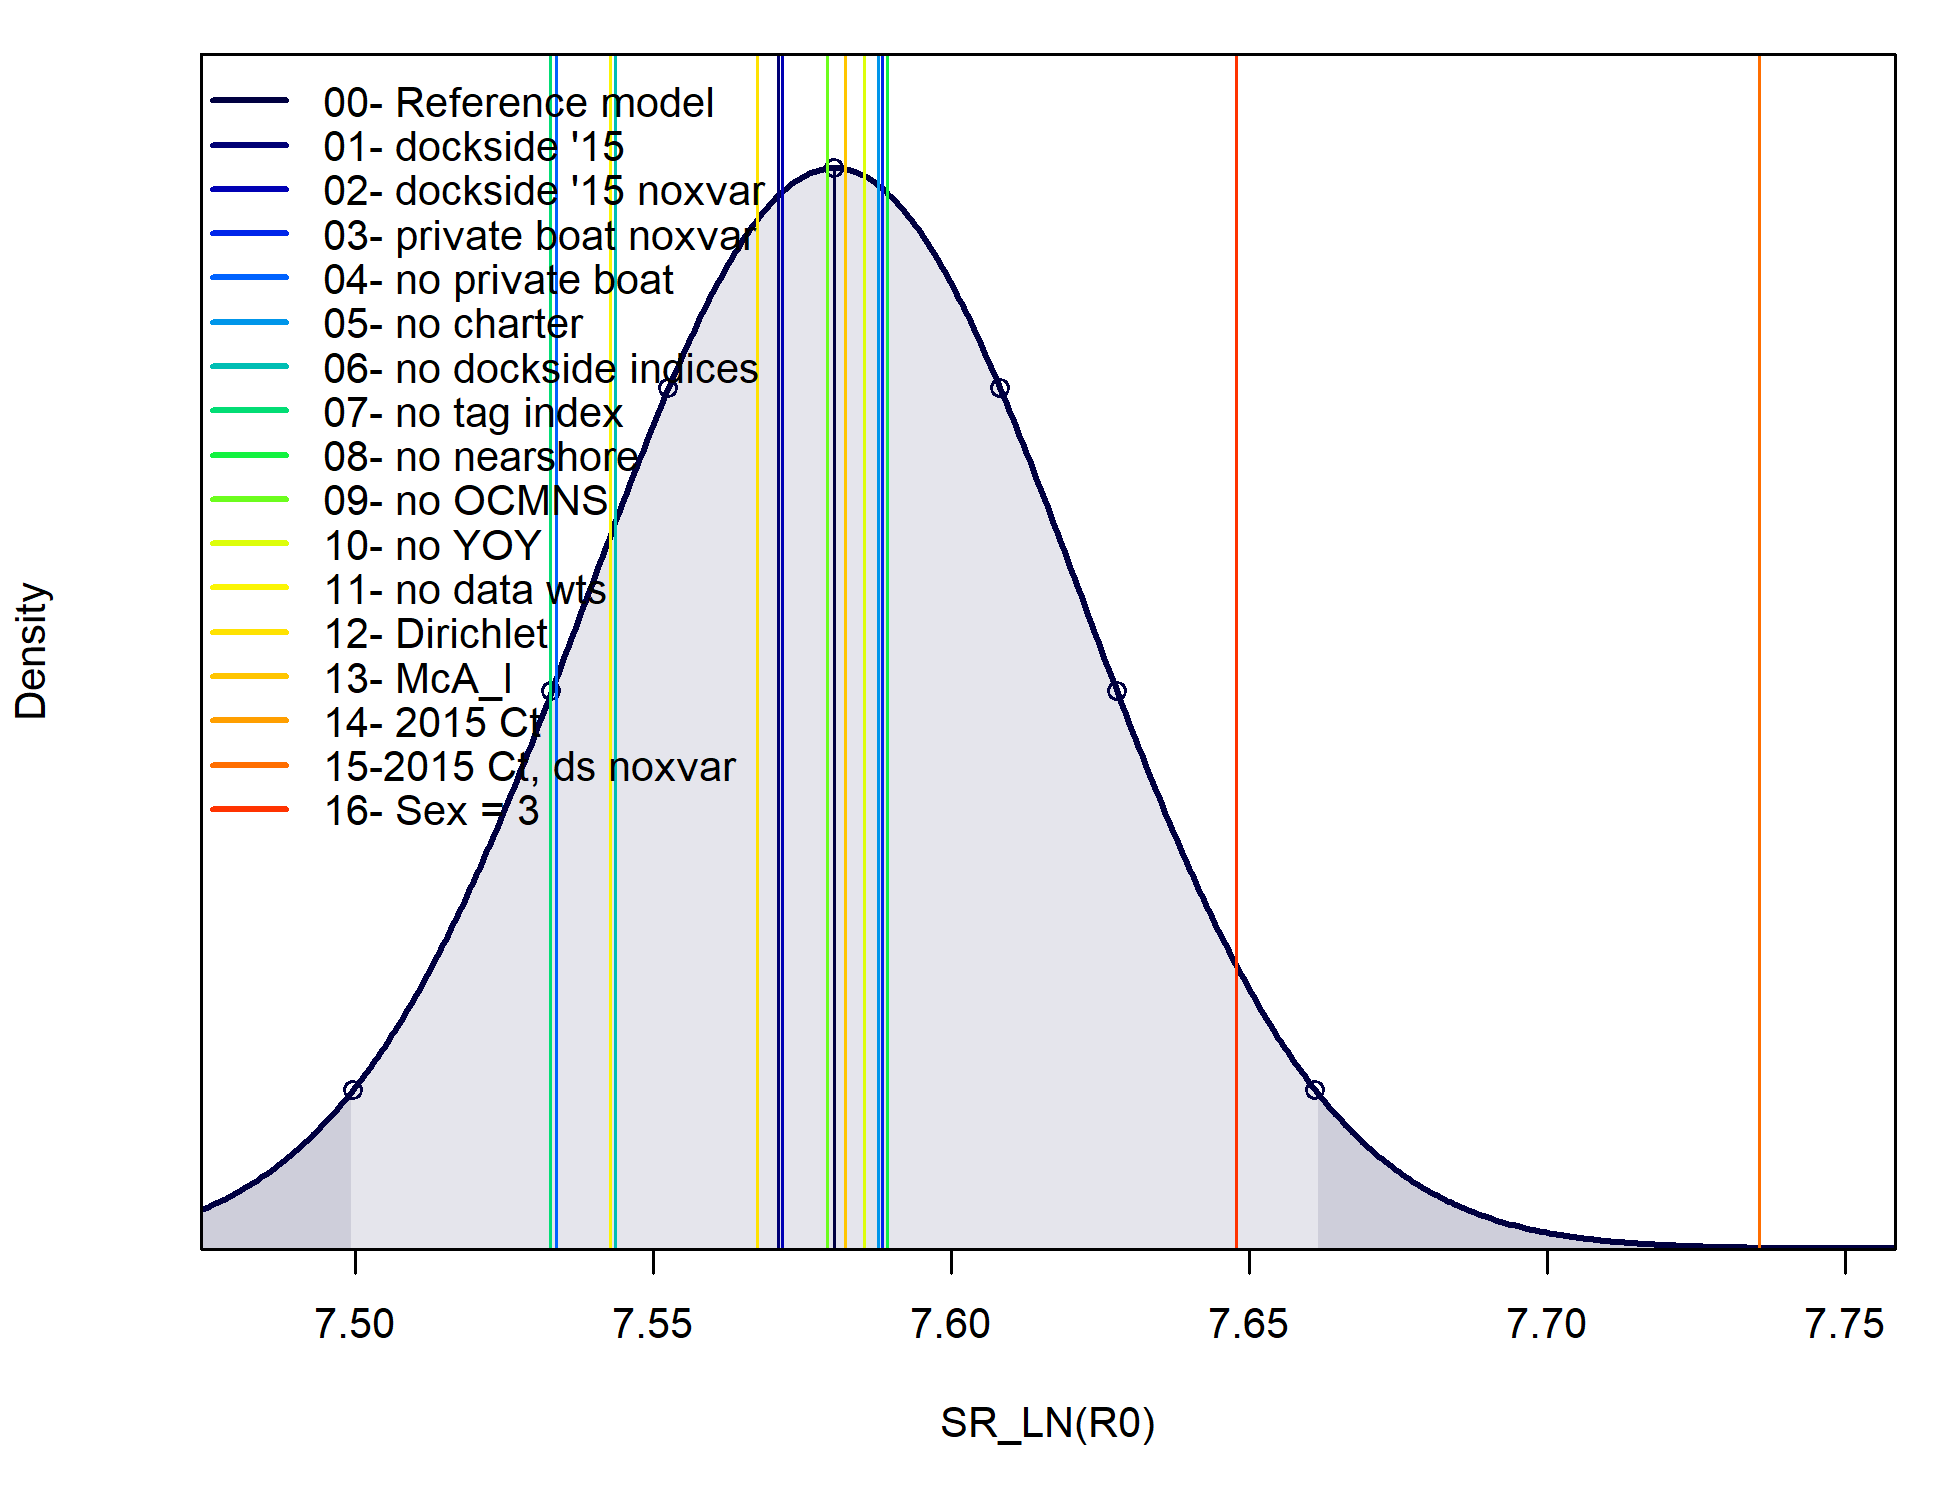 00- Reference model
01- dockside '15
02- dockside '15 noxvar
03- private boat noxvar
04- no private boat
05- no charter
06- no dockside indices
07- no tag index
08- no nearshore
09- no OCMNS
10- no YOY
11- no data wts
12- Dirichlet
13- McA_I
14- 2015 Ct
15-2015 Ct, ds noxvar
16- Sex = 3
Density
7.50 7.55 7.60 7.65 7.70 7.75
SR_LN(R0)